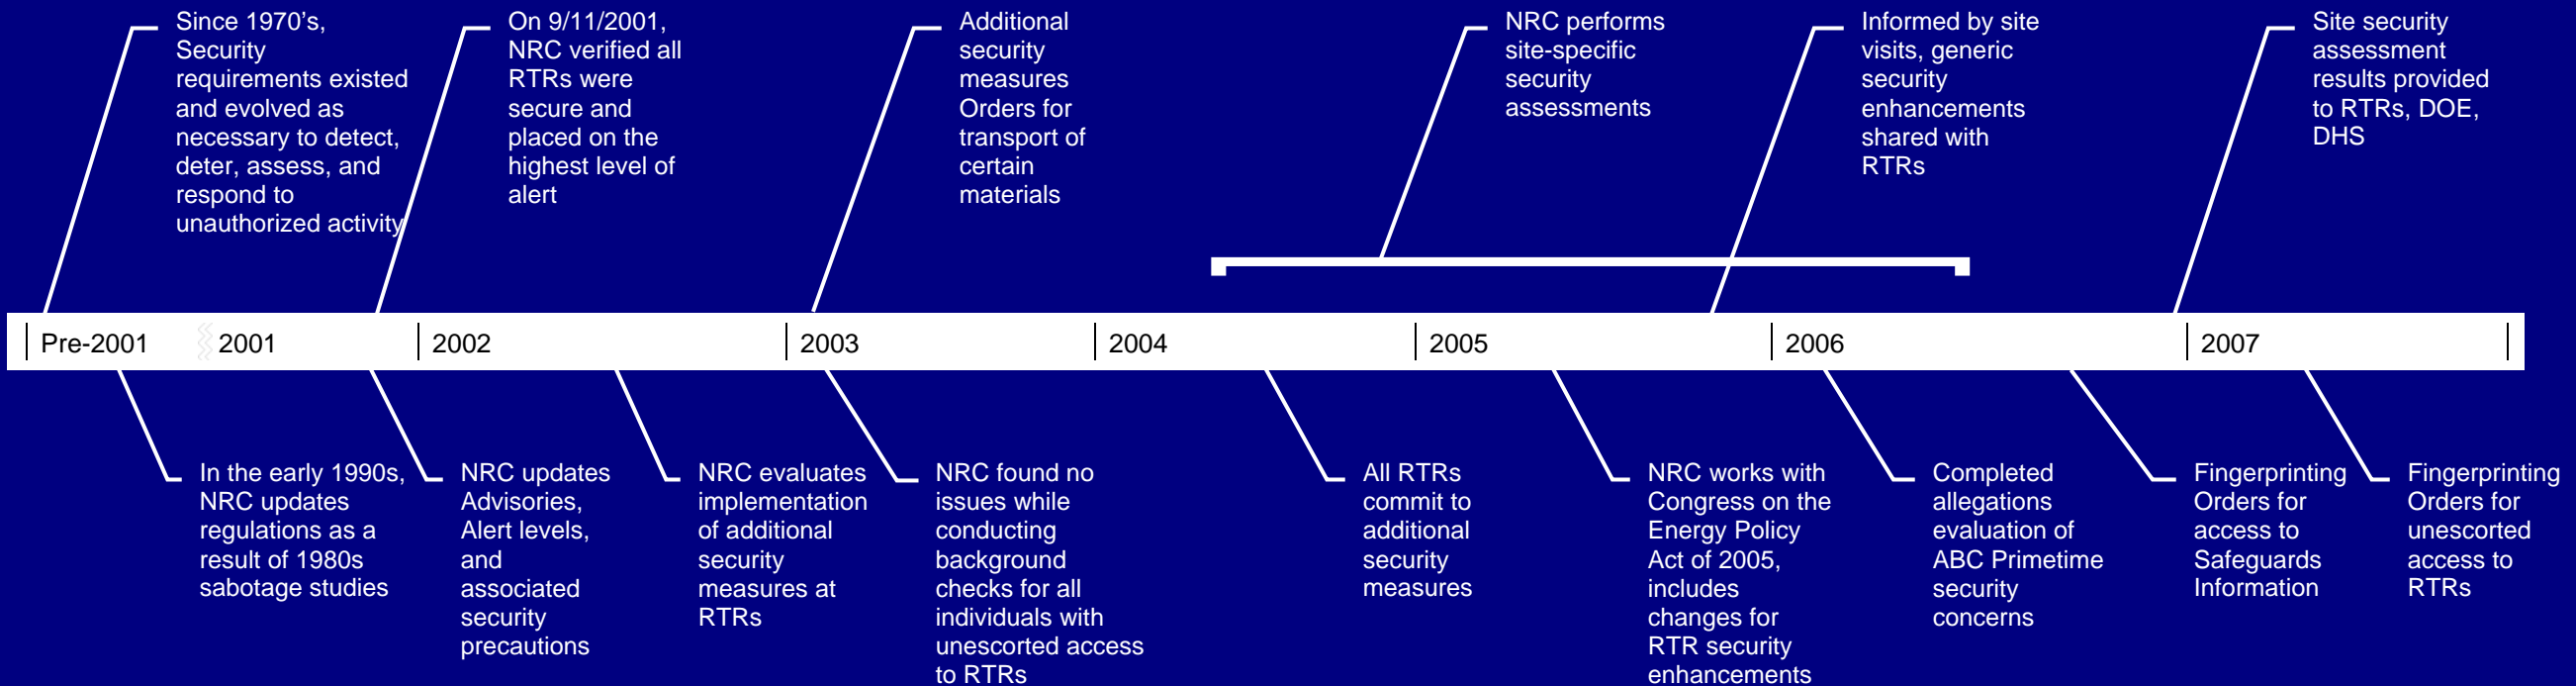 Since 1970's,
Security
requirements existed
and evolved as
necessary to detect,
deter, assess, and
respond to
unauthorized activity
On 9/11/2001,
NRC verified all
RTRs were
secure and
placed on the
highest level of
alert
Additional
security
measures
Orders for
transport of
certain
materials
NRC performs
site-specific
security
assessments
Informed by site
visits, generic
security
enhancements
shared with
RTRs
Site security
assessment
results provided
to RTRs, DOE,
DHS
Pre-2001 2001 2002 2003 2004 2005 2006 2007
In the early 1990s,
NRC updates
regulations as a
result of 1980s
sabotage studies
NRC updates
Advisories,
Alert levels,
and
associated
security
precautions
NRC evaluates
implementation
of additional
security
measures at
RTRs
NRC found no
issues while
conducting
background
checks for all
individuals with
unescorted access
to RTRs
All RTRs
commit to
additional
security
measures
NRC works with
Congress on the
Energy Policy
Act of 2005,
includes
changes for
RTR security
enhancements
Completed
allegations
evaluation of
ABC Primetime
security
concerns
Fingerprinting
Orders for
access to
Safeguards
Information
Fingerprinting
Orders for
unescorted
access to
RTRs